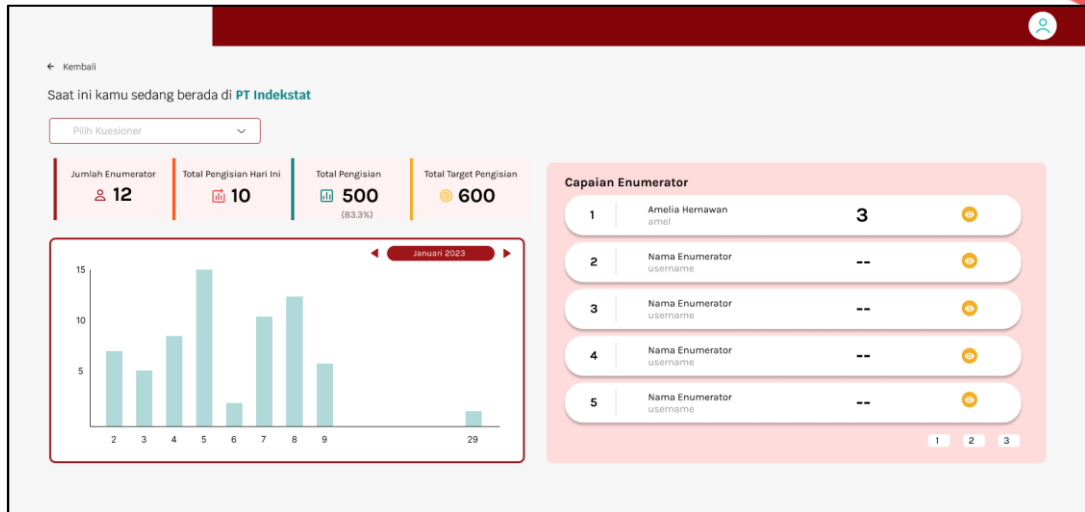 ← Kembali
Saat ini kamu sedang berada di PT Indekstat
Pilih Kuesioner
Jumlah Enumerator
12
Total Pengisian Hari Ini
10
Total Pengisian
500
(83.3%)
Total Target Pengisian
600
Januari 2023
15
10
5
2 3 4 5 6 7 8 9 29
Capaian Enumerator
1 Amelia Hernawan 3
amel
2 Nama Enumerator --
username
3 Nama Enumerator --
username
4 Nama Enumerator --
username
5 Nama Enumerator --
username
1 2 3